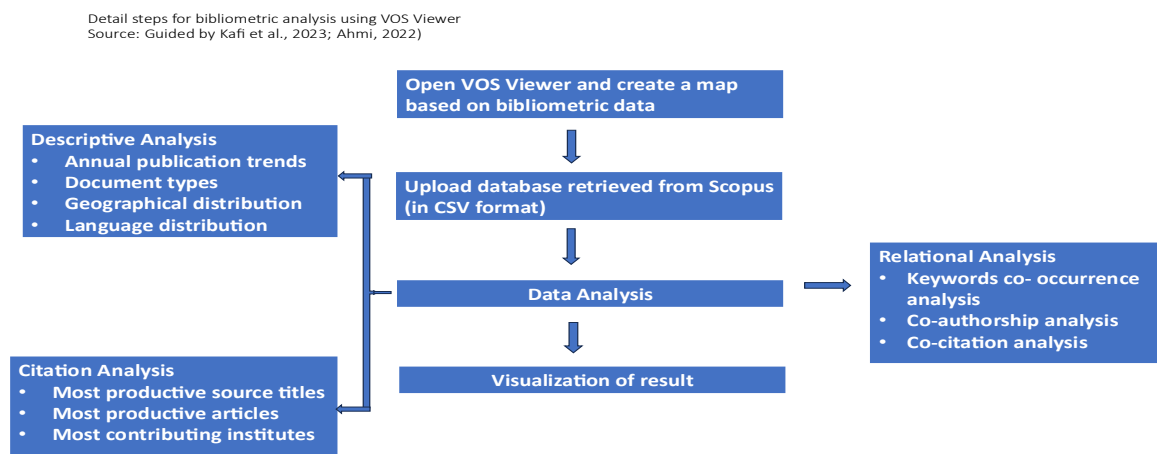 Detail steps for bibliometric analysis using VOS Viewer
Source: Guided by Kafi et al., 2023; Ahmi, 2022)
Open VOS Viewer and create a map
based on bibliometric data
Descriptive Analysis
• Annual publication trends
• Document types
• Geographical distribution
• Language distribution
Upload database retrieved from Scopus
(in CSV format)
Data Analysis
Relational Analysis
• Keywords co- occurrence
analysis
• Co-authorship analysis
• Co-citation analysis
Citation Analysis
• Most productive source titles
• Most productive articles
• Most contributing institutes
Visualization of result